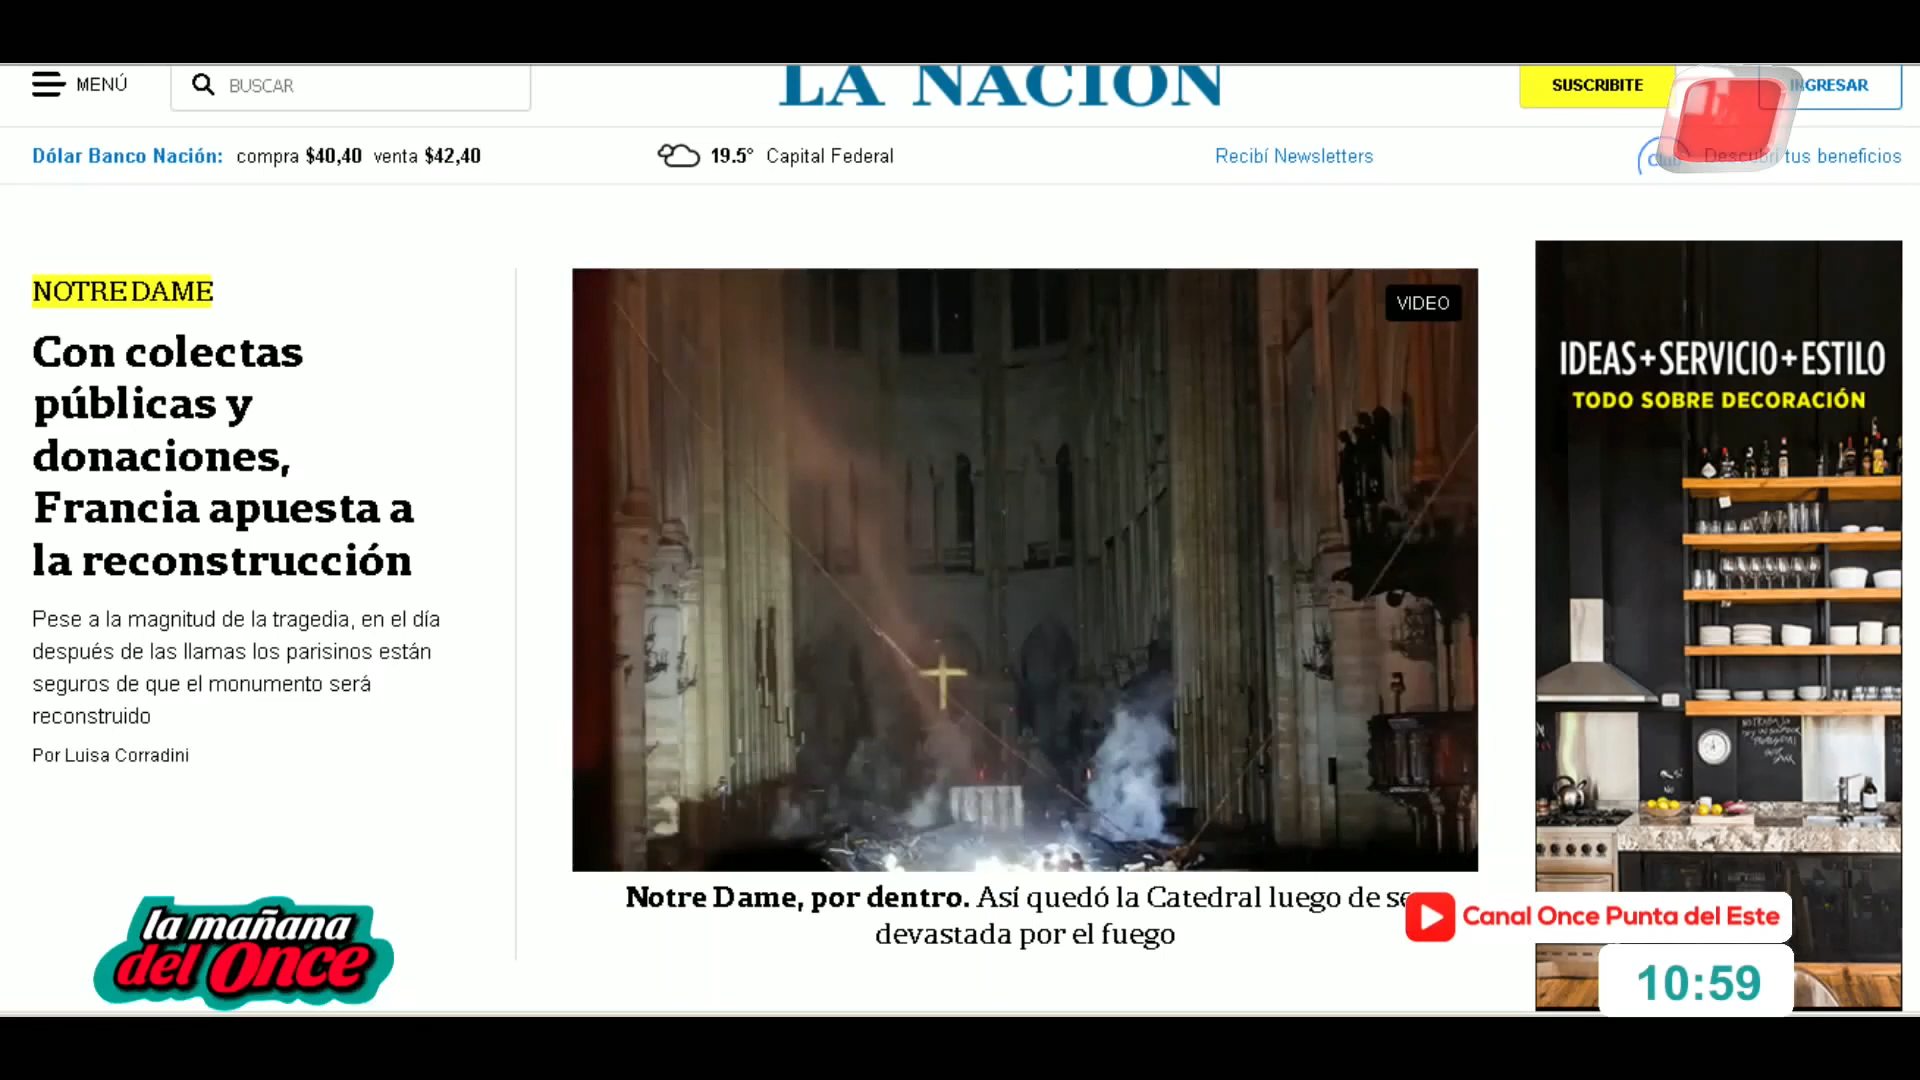 MENÚ
BUSCAR
LA NACION
SUSCRIBITE
INGRESAR
Dólar Banco Nación: compra $40,40 venta $42,40
19.5° Capital Federal
Recibí Newsletters
Club
Descubrí tus beneficios
NOTRE DAME
Con colectas
públicas y
donaciones,
Francia apuesta a
la reconstrucción
Pese a la magnitud de la tragedia, en el día
después de las llamas los parisinos están
seguros de que el monumento será
reconstruido
Por Luisa Corradini
VIDEO
Notre Dame, por dentro. Así quedó la Catedral luego de se
devastada por el fuego
IDEAS+SERVICIO+ESTILO
TODO SOBRE DECORACIÓN
la mañana
del Once
Canal Once Punta del Este
10:59